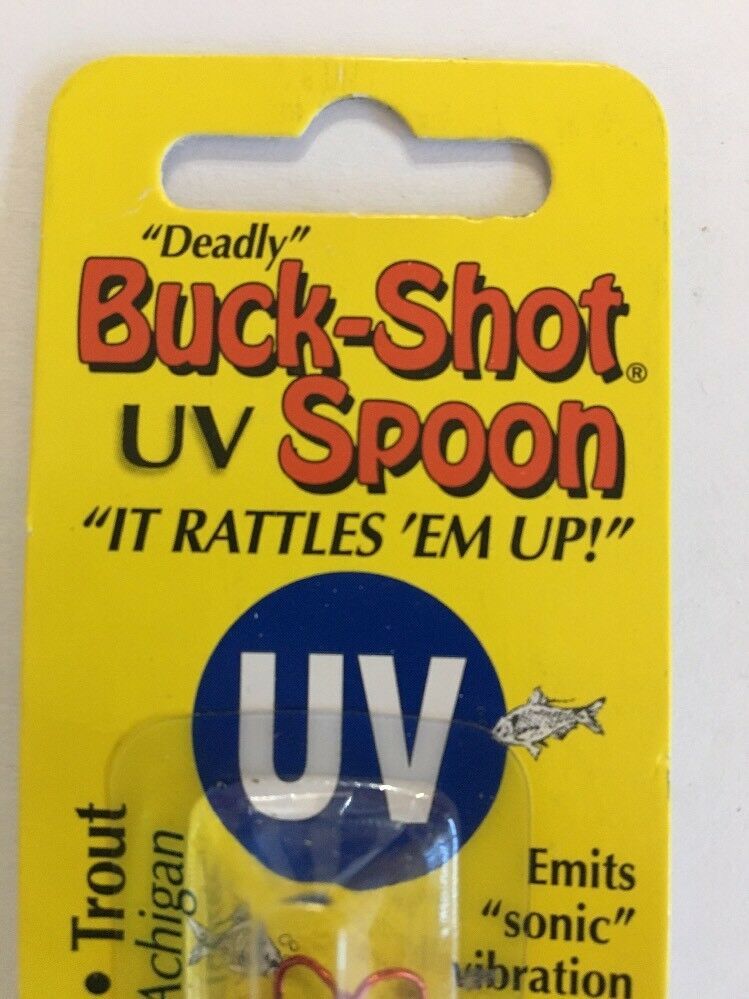 “Deadly”
Buck-Shot®
UV Spoon
“IT RATTLES ’EM UP!”
UV
Emits
“sonic”
vibration
• Trout
Achigan